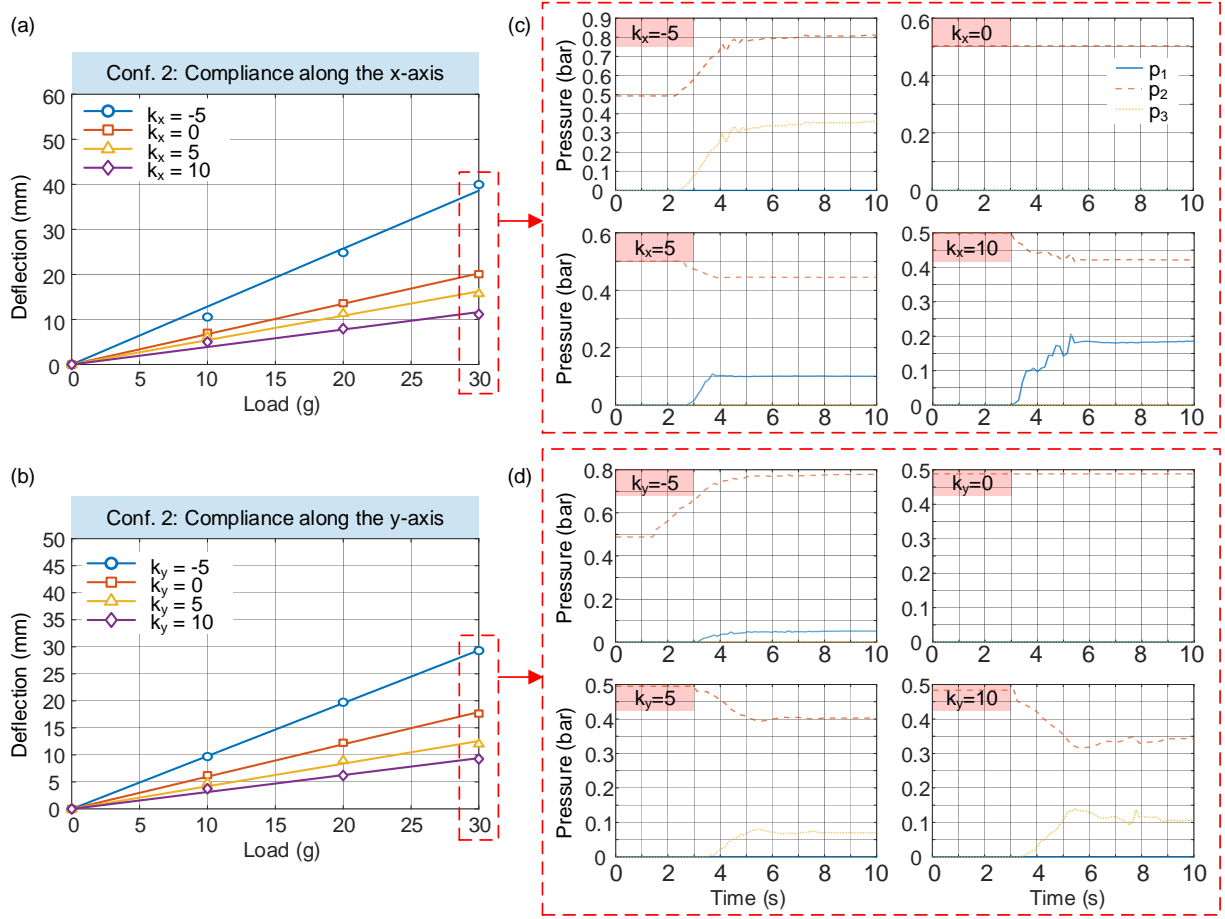 (a)
Conf. 2: Compliance along the x-axis
60
50
40
30
20
10
0
Deflection (mm)
kₓ = -5
kₓ = 0
kₓ = 5
kₓ = 10
0 5 10 15 20 25 30
Load (g)
(b)
Conf. 2: Compliance along the y-axis
50
45
40
35
30
25
20
15
10
5
0
Deflection (mm)
k_y = -5
k_y = 0
k_y = 5
k_y = 10
0 5 10 15 20 25 30
Load (g)
(c)
kₓ=-5
0.9
0.8
0.7
0.6
0.5
0.4
0.3
0.2
0.1
0
Pressure (bar)
0 2 4 6 8 10
kₓ=0
0.6
0.4
0.2
0
p₁
p₂
p₃
0 2 4 6 8 10
kₓ=5
0.6
0.4
0.2
0
Pressure (bar)
0 2 4 6 8 10
kₓ=10
0.5
0.4
0.3
0.2
0.1
0
0 2 4 6 8 10
(d)
k_y=-5
0.8
0.6
0.4
0.2
0
Pressure (bar)
0 2 4 6 8 10
k_y=0
0.5
0.4
0.3
0.2
0.1
0
0 2 4 6 8 10
k_y=5
0.5
0.4
0.3
0.2
0.1
0
Pressure (bar)
0 2 4 6 8 10
Time (s)
k_y=10
0.5
0.4
0.3
0.2
0.1
0
0 2 4 6 8 10
Time (s)